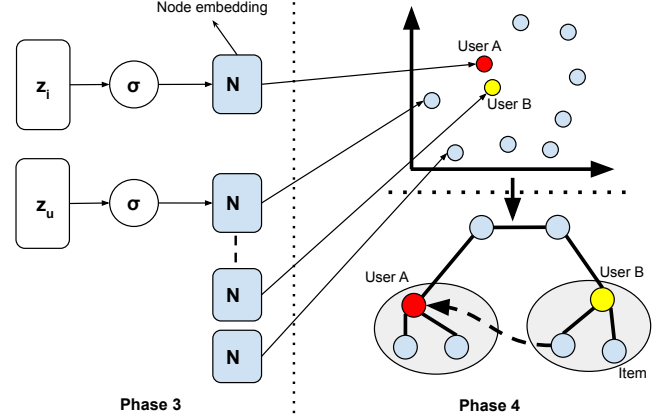 Node embedding
z_i
σ
N
User A
User B
z_u
σ
N
N
N
User A
User B
Item
Phase 3
Phase 4